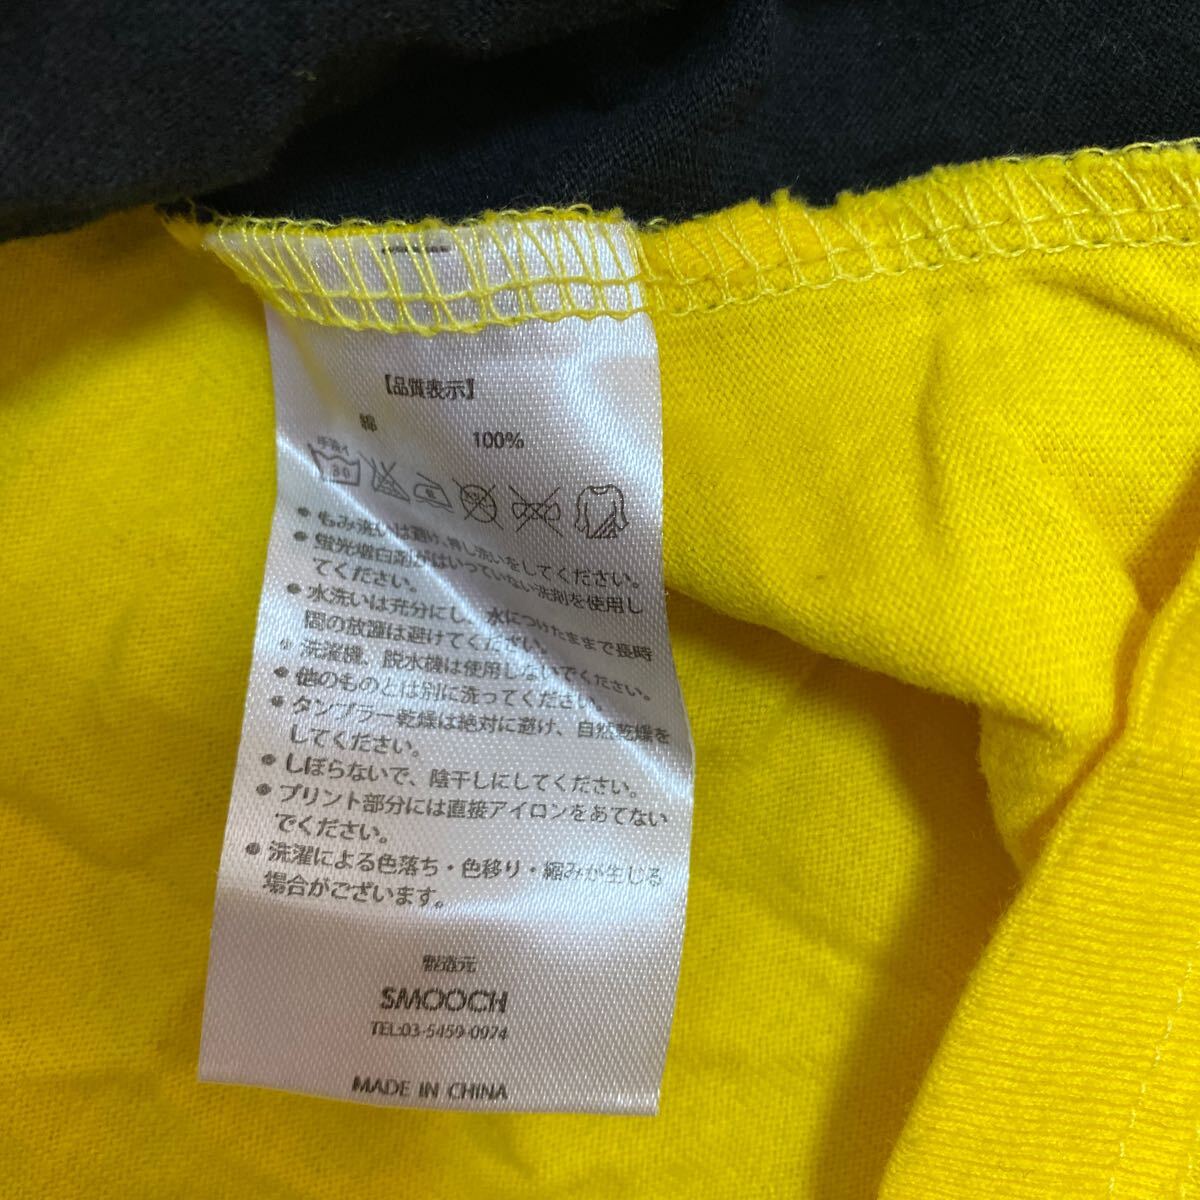 【品質表示】
綿 100%
手洗イ
30
● もみ洗いは避け、押し洗いをしてください。
● 蛍光増白剤がはいっていない洗剤を使用し
てください。
● 水洗いは充分にし、水につけたままで長時
間の放置は避けてください。
● 洗濯機、脱水機は使用しないでください。
● 他のものとは別に洗ってください。
● タンブラー乾燥は絶対に避け、自然乾燥を
してください。
● しぼらないで、陰干しにしてください。
● プリント部分には直接アイロンをあてない
でください。
● 洗濯による色落ち・色移り・縮みが生じる
場合がございます。
製造元
SMOOCH
TEL:03-5459-0974
MADE IN CHINA